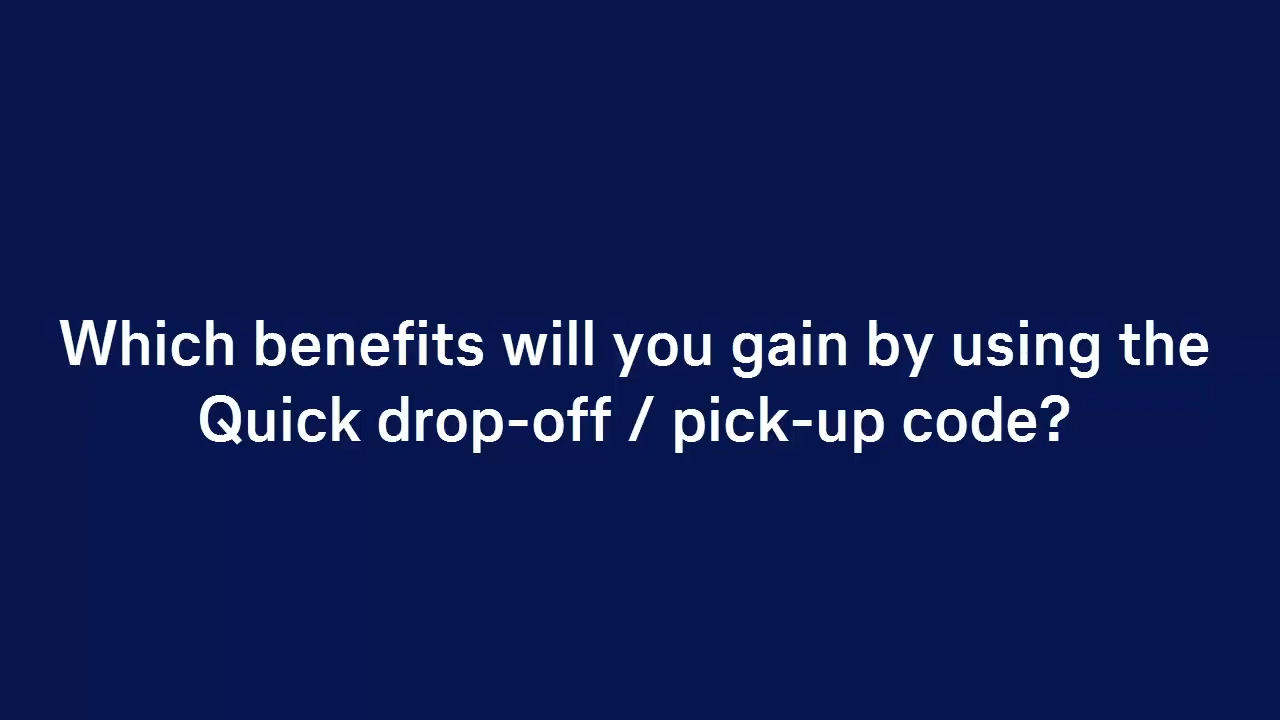 Which benefits will you gain by using the
Quick drop-off / pick-up code?